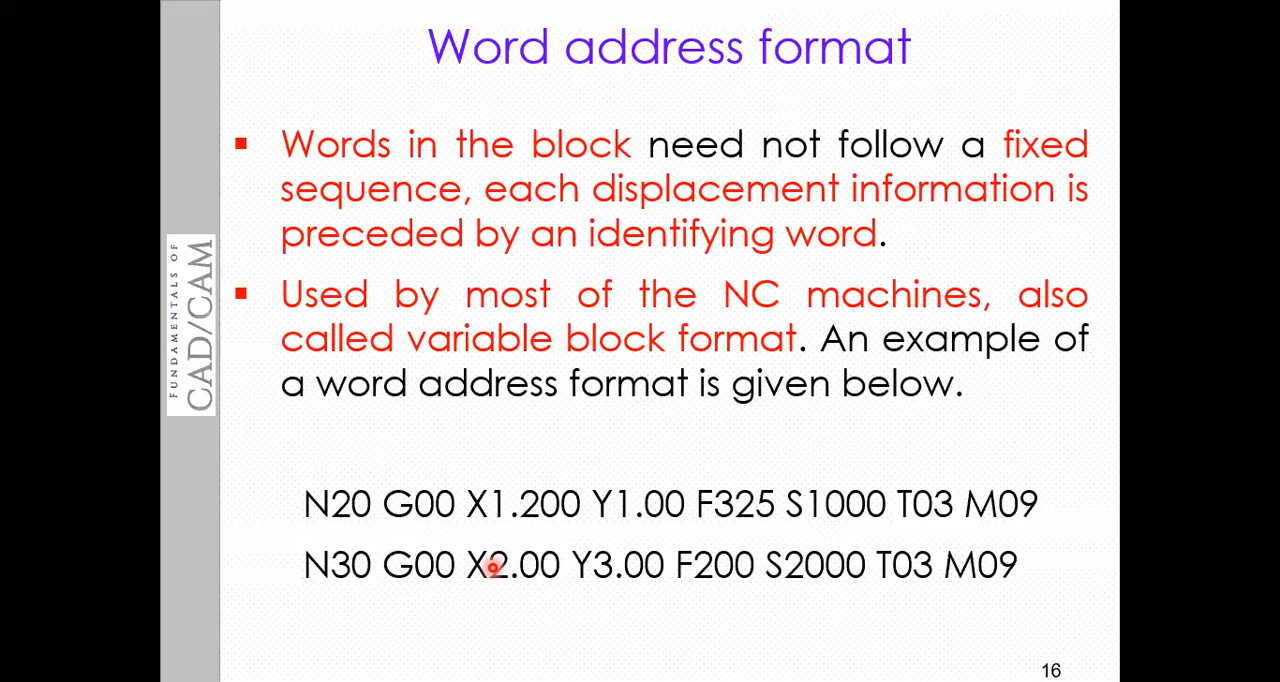 Word address format
▪ Words in the block need not follow a fixed
sequence, each displacement information is
preceded by an identifying word.
▪ Used by most of the NC machines, also
called variable block format. An example of
a word address format is given below.
N20 G00 X1.200 Y1.00 F325 S1000 T03 M09
N30 G00 X2.00 Y3.00 F200 S2000 T03 M09
FUNDAMENTALS OF
CAD/CAM
16